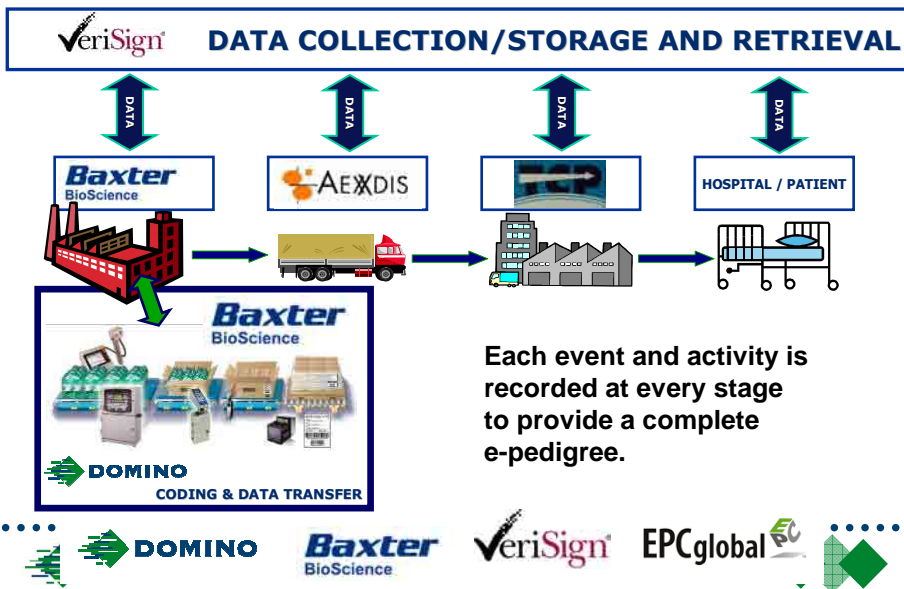 VeriSign®
DATA COLLECTION/STORAGE AND RETRIEVAL
DATA
DATA
DATA
DATA
Baxter
BioScience
AEXXDIS
TCP
HOSPITAL / PATIENT
Baxter
BioScience
DOMINO
CODING & DATA TRANSFER
Each event and activity is
recorded at every stage
to provide a complete
e-pedigree.
DOMINO
Baxter
BioScience
VeriSign®
EPCglobal
EPC